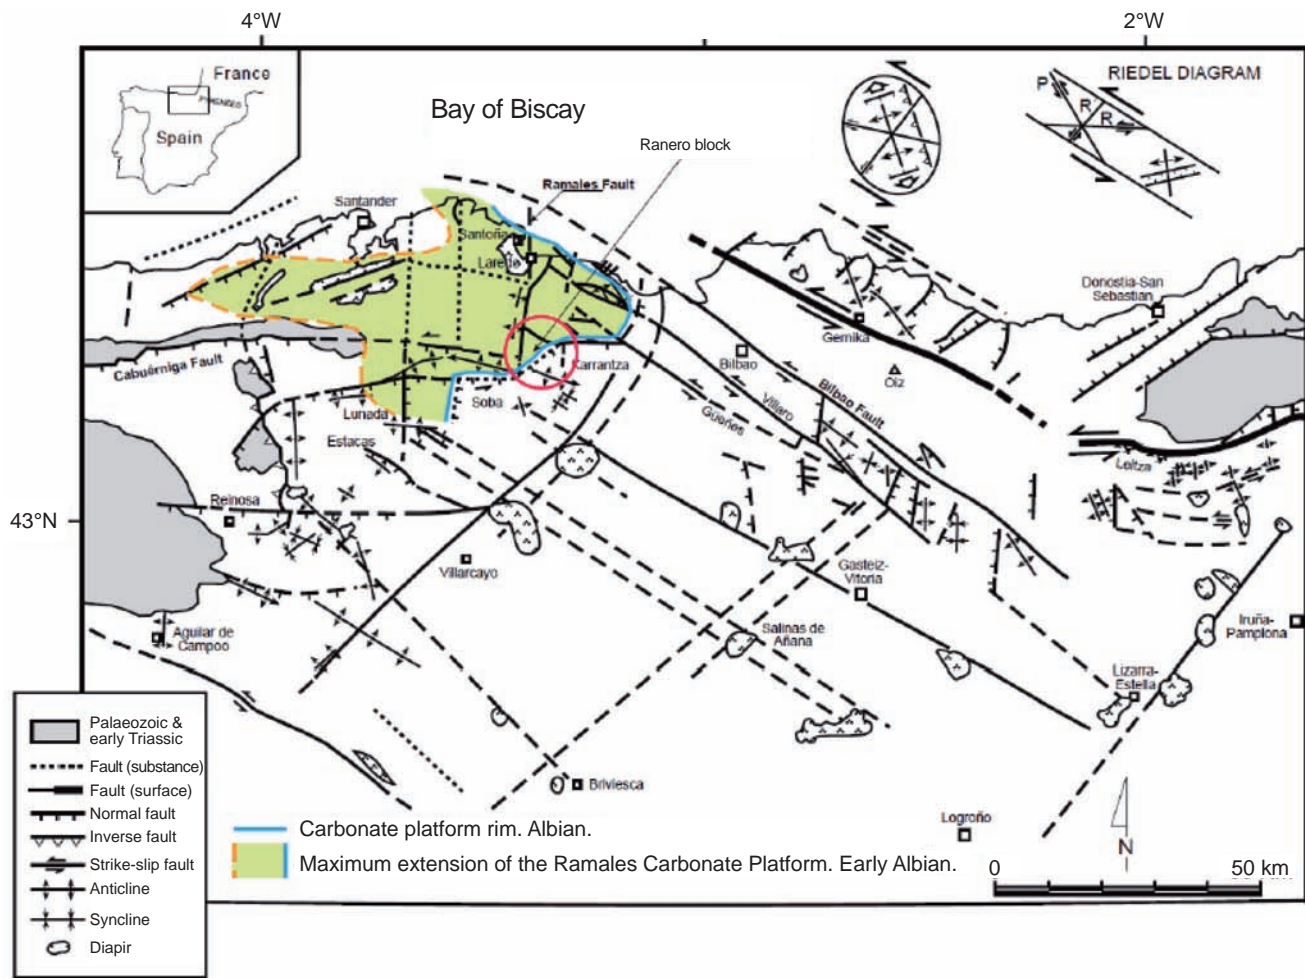 4°W
2°W
France
PYRENEES
Spain
Bay of Biscay
RIEDEL DIAGRAM
P
R'
R
Ranero block
Ramales Fault
Santander
Santoña
Laredo
Donostia-San
Sebastian
Gernika
Cabuérniga Fault
Karrantza
Bilbao
Oiz
Bilbao Fault
Villaro
Güeñes
Soba
Lunada
Estacas
Leitza
Reinosa
43°N
Villarcayo
Gasteiz-
Vitoria
Salinas de
Añana
Iruña-
Pamplona
Aguilar de
Campoo
Lizarra-
Estella
Briviesca
Logroño
N
0 50 km
Palaeozoic &
early Triassic
Fault (substance)
Fault (surface)
Normal fault
Inverse fault
Strike-slip fault
Anticline
Syncline
Diapir
Carbonate platform rim. Albian.
Maximum extension of the Ramales Carbonate Platform. Early Albian.